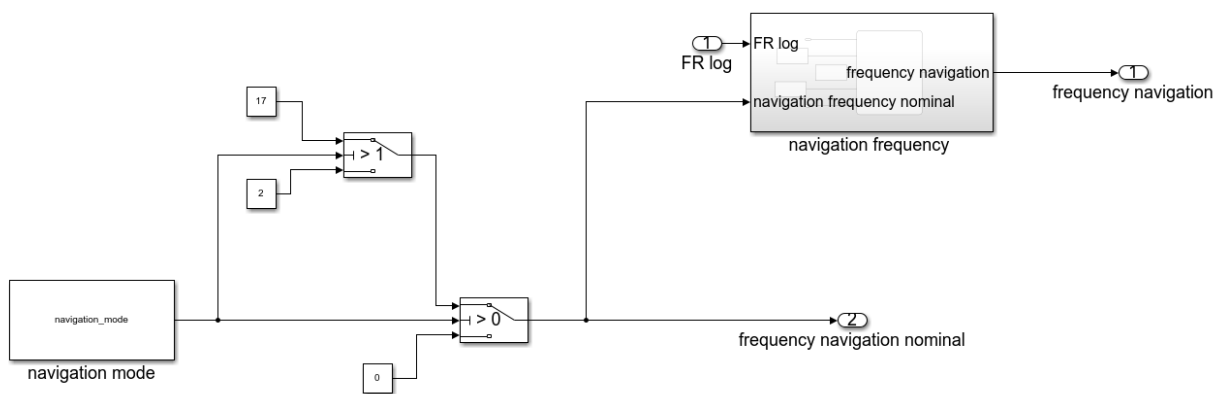 1
FR log
FR log
frequency navigation
navigation frequency nominal
navigation frequency
1
frequency navigation
17
> 1
2
navigation_mode
navigation mode
> 0
0
2
frequency navigation nominal